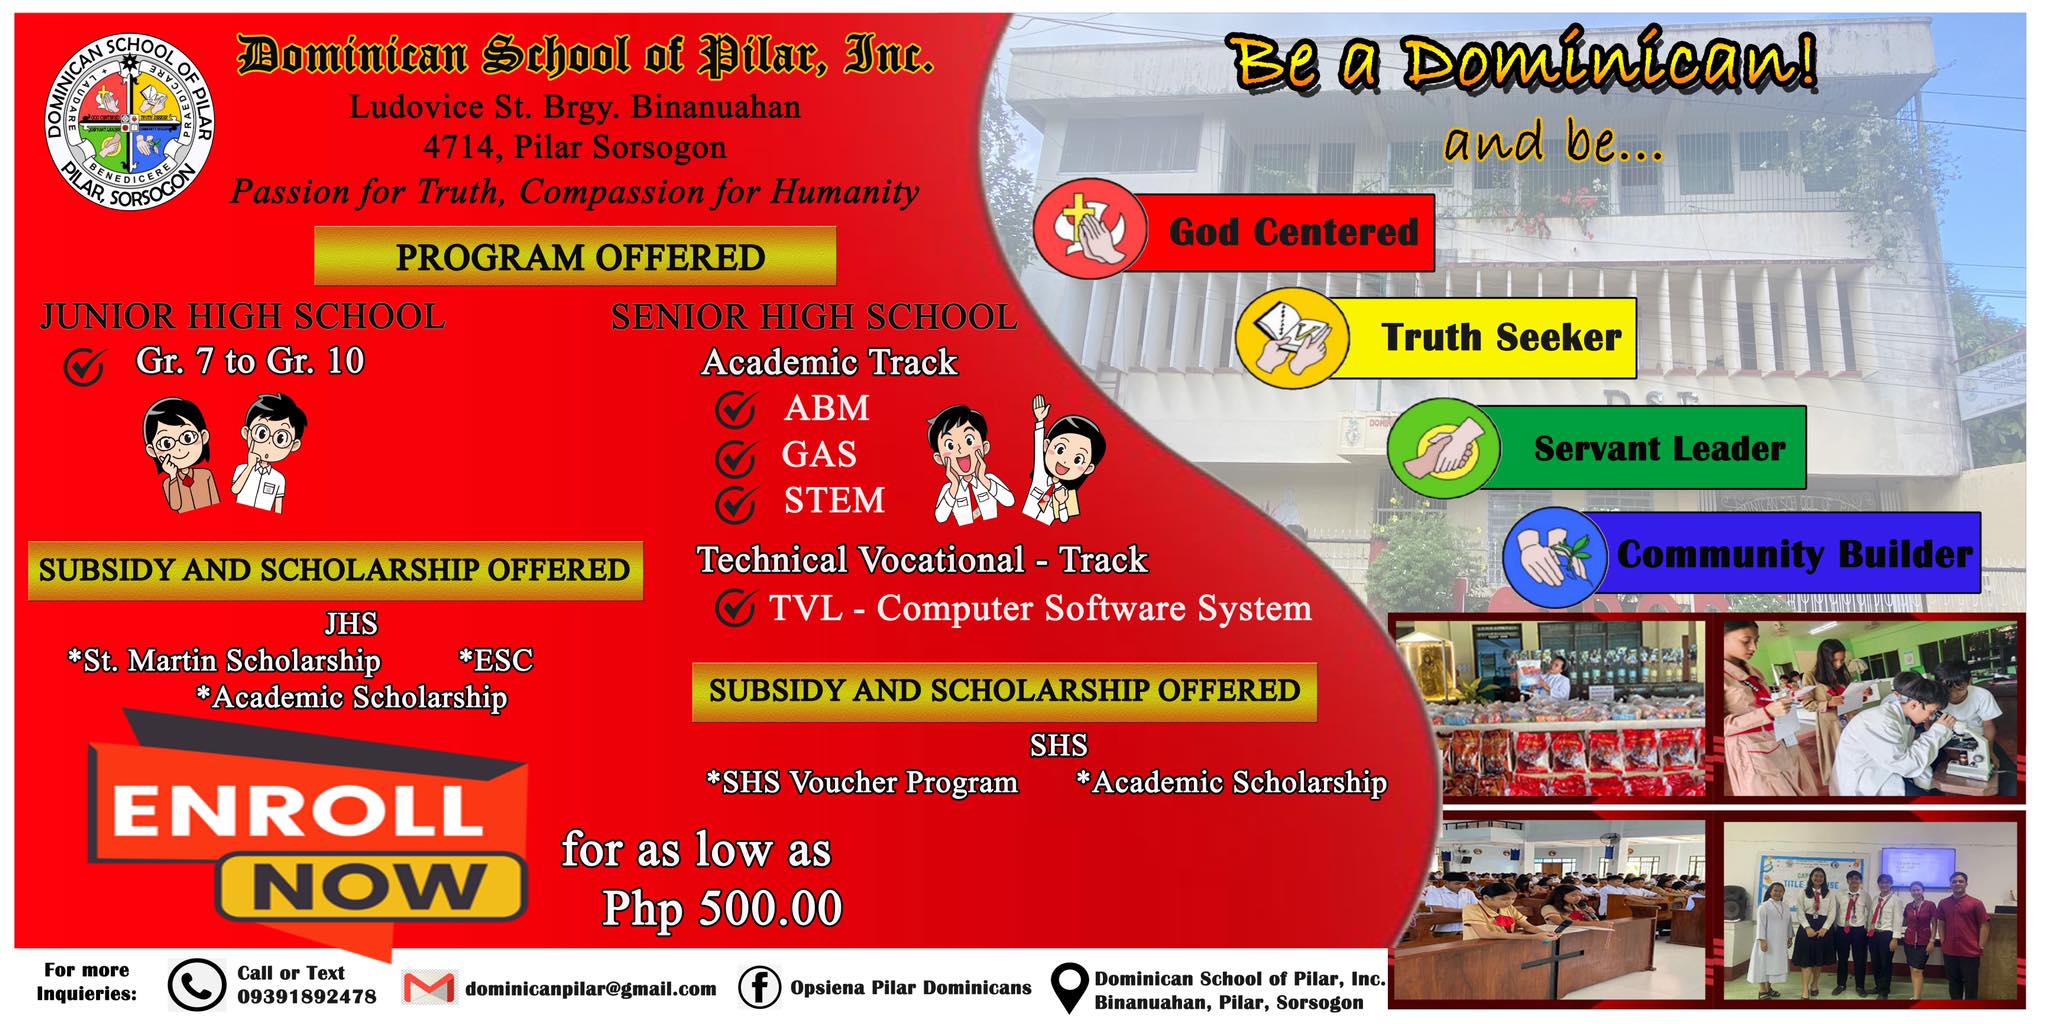 DOMINICAN SCHOOL OF PILAR
PILAR, SORSOGON
LAUDARE
BENEDICERE
PRAEDICARE
Dominican School of Pilar, Inc.
Ludovice St. Brgy. Binanuahan
4714, Pilar Sorsogon
Passion for Truth, Compassion for Humanity
PROGRAM OFFERED
JUNIOR HIGH SCHOOL
Gr. 7 to Gr. 10
SENIOR HIGH SCHOOL
Academic Track
ABM
GAS
STEM
Technical Vocational - Track
TVL - Computer Software System
SUBSIDY AND SCHOLARSHIP OFFERED
JHS
*St. Martin Scholarship *ESC
*Academic Scholarship
SUBSIDY AND SCHOLARSHIP OFFERED
SHS
*SHS Voucher Program *Academic Scholarship
ENROLL
NOW
for as low as
Php 500.00
Be a Dominican!
and be...
God Centered
Truth Seeker
Servant Leader
Community Builder
For more
Inquieries:
Call or Text
09391892478
dominicanpilar@gmail.com
Opsiena Pilar Dominicans
Dominican School of Pilar, Inc.
Binanuahan, Pilar, Sorsogon